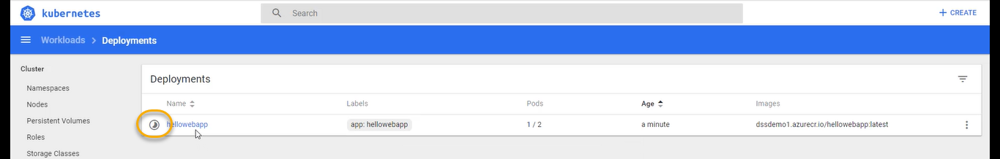 kubernetes
Search
+ CREATE
Workloads > Deployments
Cluster
Namespaces
Nodes
Persistent Volumes
Roles
Storage Classes
Deployments
Name Labels Pods Age Images
hellowebapp app: hellowebapp 1 / 2 a minute dssdemo1.azurecr.io/hellowebapp:latest